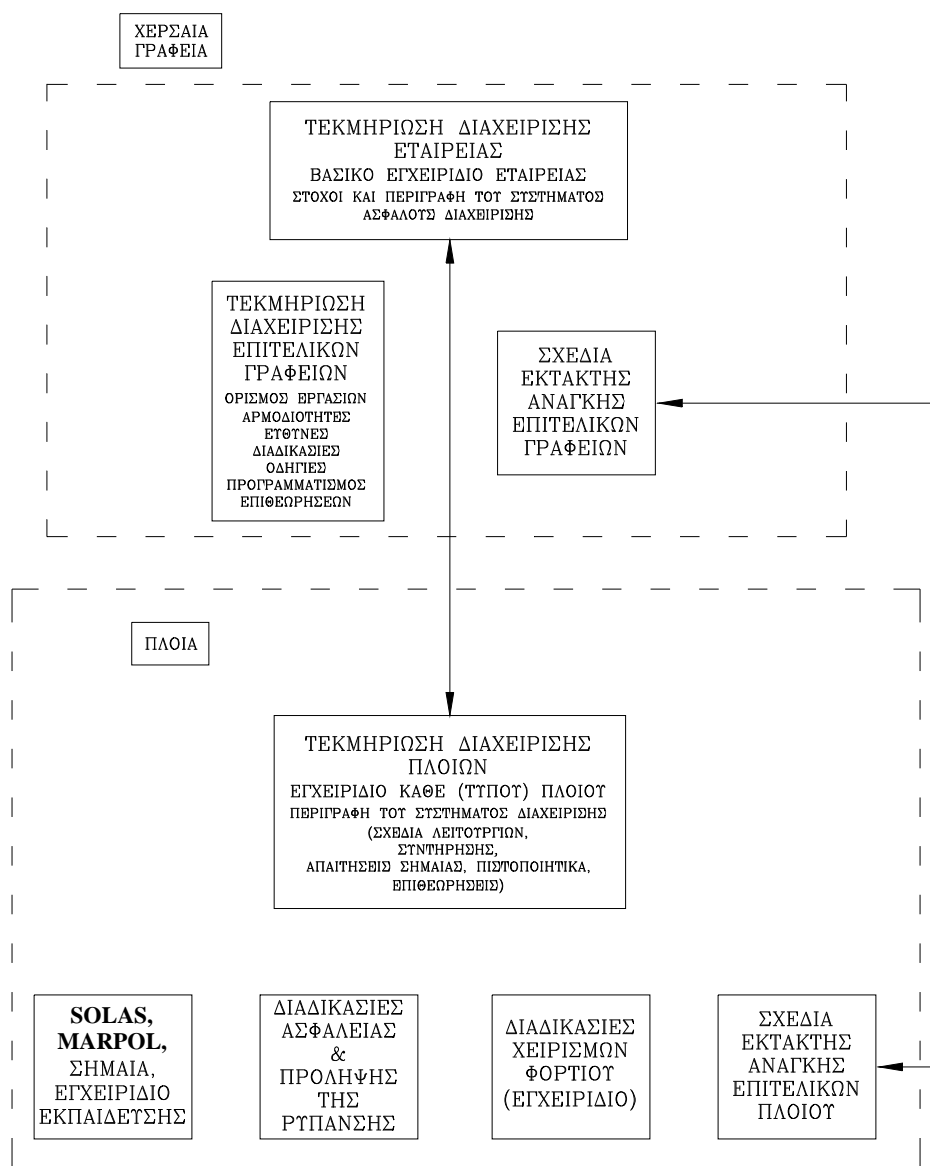 ΧΕΡΣΑΙΑ
ΓΡΑΦΕΙΑ
ΤΕΚΜΗΡΙΩΣΗ ΔΙΑΧΕΙΡΙΣΗΣ
ΕΤΑΙΡΕΙΑΣ
ΒΑΣΙΚΟ ΕΓΧΕΙΡΙΔΙΟ ΕΤΑΙΡΕΙΑΣ
ΣΤΟΧΟΙ ΚΑΙ ΠΕΡΙΓΡΑΦΗ ΤΟΥ ΣΥΣΤΗΜΑΤΟΣ
ΑΣΦΑΛΟΥΣ ΔΙΑΧΕΙΡΙΣΗΣ
ΤΕΚΜΗΡΙΩΣΗ
ΔΙΑΧΕΙΡΙΣΗΣ
ΕΠΙΤΕΛΙΚΩΝ
ΓΡΑΦΕΙΩΝ
ΟΡΙΣΜΟΣ ΕΡΓΑΣΙΩΝ
ΑΡΜΟΔΙΟΤΗΤΕΣ
ΕΥΘΥΝΕΣ
ΔΙΑΔΙΚΑΣΙΕΣ
ΟΔΗΓΙΕΣ
ΠΡΟΓΡΑΜΜΑΤΙΣΜΟΣ
ΕΠΙΘΕΩΡΗΣΕΩΝ
ΣΧΕΔΙΑ
ΕΚΤΑΚΤΗΣ
ΑΝΑΓΚΗΣ
ΕΠΙΤΕΛΙΚΩΝ
ΓΡΑΦΕΙΩΝ
ΠΛΟΙΑ
ΤΕΚΜΗΡΙΩΣΗ ΔΙΑΧΕΙΡΙΣΗΣ
ΠΛΟΙΩΝ
ΕΓΧΕΙΡΙΔΙΟ ΚΑΘΕ (ΤΥΠΟΥ) ΠΛΟΙΟΥ
ΠΕΡΙΓΡΑΦΗ ΤΟΥ ΣΥΣΤΗΜΑΤΟΣ ΔΙΑΧΕΙΡΙΣΗΣ
(ΣΧΕΔΙΑ ΛΕΙΤΟΥΡΓΙΩΝ,
ΣΥΝΤΗΡΗΣΗΣ,
ΑΠΑΙΤΗΣΕΙΣ ΣΗΜΑΙΑΣ, ΠΙΣΤΟΠΟΙΗΤΙΚΑ,
ΕΠΙΘΕΩΡΗΣΕΙΣ)
SOLAS,
MARPOL,
ΣΗΜΑΙΑ,
ΕΓΧΕΙΡΙΔΙΟ
ΕΚΠΑΙΔΕΥΣΗΣ
ΔΙΑΔΙΚΑΣΙΕΣ
ΑΣΦΑΛΕΙΑΣ
&
ΠΡΟΛΗΨΗΣ
ΤΗΣ
ΡΥΠΑΝΣΗΣ
ΔΙΑΔΙΚΑΣΙΕΣ
ΧΕΙΡΙΣΜΩΝ
ΦΟΡΤΙΟΥ
(ΕΓΧΕΙΡΙΔΙΟ)
ΣΧΕΔΙΑ
ΕΚΤΑΚΤΗΣ
ΑΝΑΓΚΗΣ
ΕΠΙΤΕΛΙΚΩΝ
ΠΛΟΙΟΥ